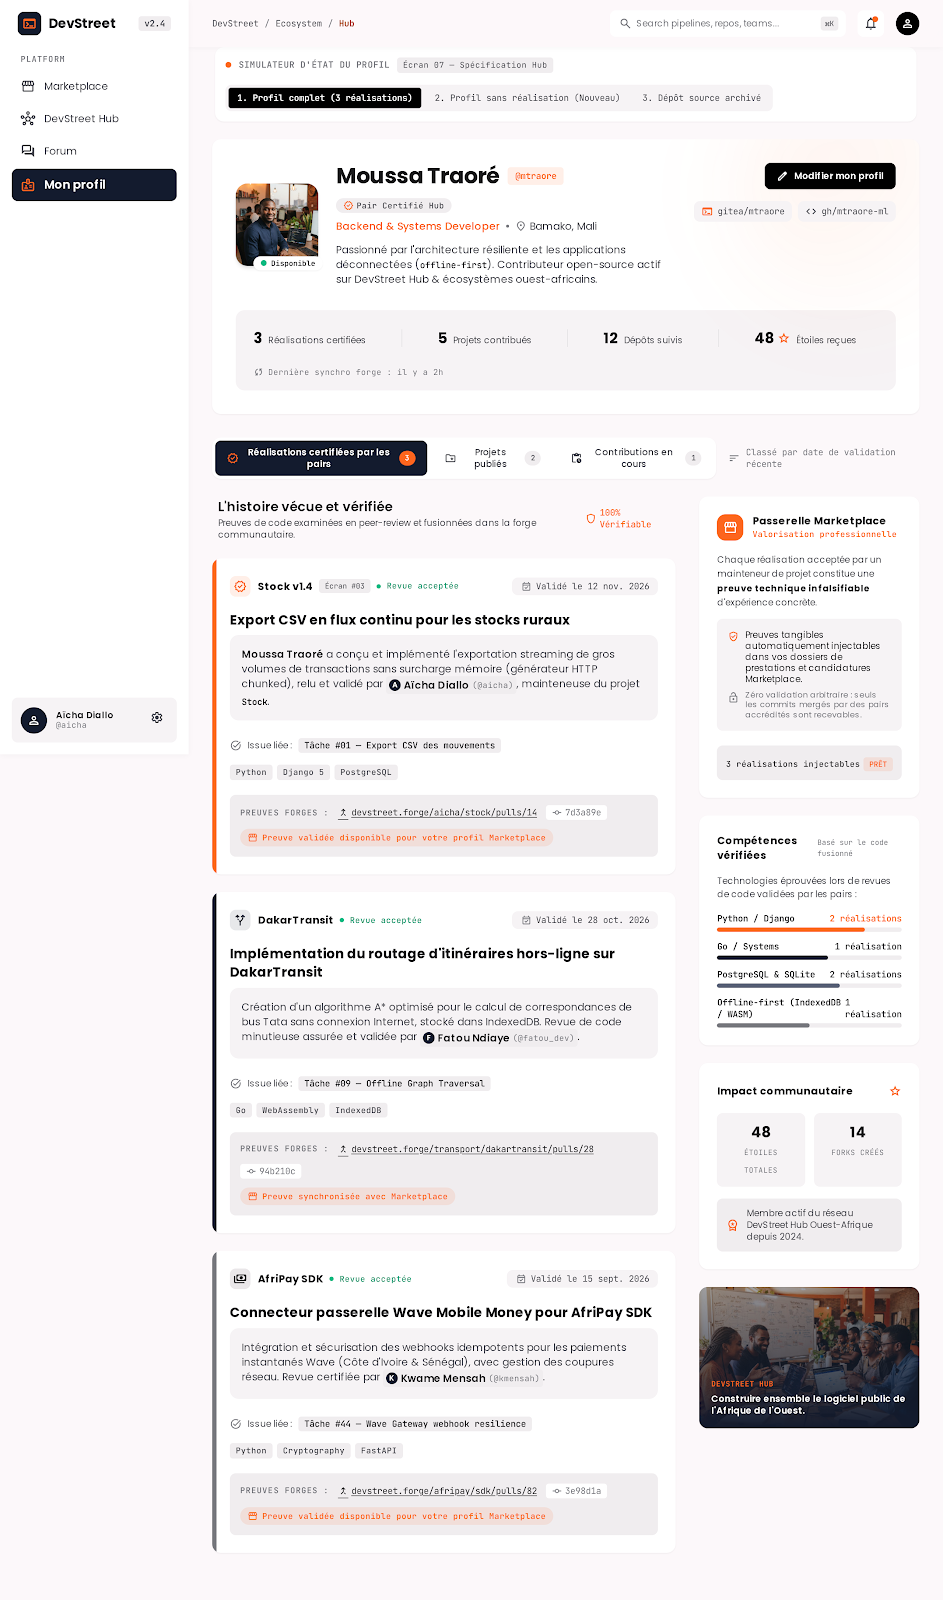 DevStreet v2.4
PLATFORM
Marketplace
DevStreet Hub
Forum
Mon profil
Aïcha Diallo
@aicha
DevStreet / Ecosystem / Hub
Search pipelines, repos, teams...
⌘K
SIMULATEUR D'ÉTAT DU PROFIL Écran 07 — Spécification Hub
1. Profil complet (3 réalisations) 2. Profil sans réalisation (Nouveau) 3. Dépôt source archivé
Moussa Traoré @mtraore
Pair Certifié Hub
Backend & Systems Developer • Bamako, Mali
Disponible
Passionné par l'architecture résiliente et les applications
déconnectées (offline-first). Contributeur open-source actif
sur DevStreet Hub & écosystèmes ouest-africains.
Modifier mon profil
gitea/mtraore gh/mtraore-ml
3 Réalisations certifiées 5 Projets contribués 12 Dépôts suivis 48 Étoiles reçues
Dernière synchro forge : il y a 2h
Réalisations certifiées par les
pairs
3
Projets
publiés
2
Contributions en
cours
1
Classé par date de validation
récente
L'histoire vécue et vérifiée
Preuves de code examinées en peer-review et fusionnées dans la forge
communautaire.
100%
Vérifiable
Stock v1.4 Écran #03 Revue acceptée Validé le 12 nov. 2026
Export CSV en flux continu pour les stocks ruraux
Moussa Traoré a conçu et implémenté l'exportation streaming de gros
volumes de transactions sans surcharge mémoire (générateur HTTP
chunked), relu et validé par A Aïcha Diallo (@aicha) , mainteneuse du projet
Stock.
Issue liée : Tâche #01 — Export CSV des mouvements
Python Django 5 PostgreSQL
PREUVES FORGES : devstreet.forge/aicha/stock/pulls/14 7d3a89e
Preuve validée disponible pour votre profil Marketplace
DakarTransit Revue acceptée Validé le 28 oct. 2026
Implémentation du routage d'itinéraires hors-ligne sur
DakarTransit
Création d'un algorithme A* optimisé pour le calcul de correspondances de
bus Tata sans connexion Internet, stocké dans IndexedDB. Revue de code
minutieuse assurée et validée par F Fatou Ndiaye (@fatou_dev) .
Issue liée : Tâche #09 — Offline Graph Traversal
Go WebAssembly IndexedDB
PREUVES FORGES : devstreet.forge/transport/dakartransit/pulls/28
94b210c
Preuve synchronisée avec Marketplace
AfriPay SDK Revue acceptée Validé le 15 sept. 2026
Connecteur passerelle Wave Mobile Money pour AfriPay SDK
Intégration et sécurisation des webhooks idempotents pour les paiements
instantanés Wave (Côte d'Ivoire & Sénégal), avec gestion des coupures
réseau. Revue certifiée par K Kwame Mensah (@kmensah) .
Issue liée : Tâche #44 — Wave Gateway webhook resilience
Python Cryptography FastAPI
PREUVES FORGES : devstreet.forge/afripay/sdk/pulls/82 3e98d1a
Preuve validée disponible pour votre profil Marketplace
Passerelle Marketplace
Valorisation professionnelle
Chaque réalisation acceptée par un
mainteneur de projet constitue une
preuve technique infalsifiable
d'expérience concrète.
Preuves tangibles
automatiquement injectables
dans vos dossiers de
prestations et candidatures
Marketplace.
Zéro validation arbitraire : seuls
les commits mergés par des pairs
accrédités sont recevables.
3 réalisations injectables PRÊT
Compétences
vérifiées
Basé sur le code
fusionné
Technologies éprouvées lors de revues
de code validées par les pairs :
Python / Django 2 réalisations
Go / Systems 1 réalisation
PostgreSQL & SQLite 2 réalisations
Offline-first (IndexedDB 1
/ WASM) réalisation
Impact communautaire
48
ÉTOILES
TOTALES
14
FORKS CRÉÉS
Membre actif du réseau
DevStreet Hub Ouest-Afrique
depuis 2024.
DEVSTREET HUB
Construire ensemble le logiciel public de
l'Afrique de l'Ouest.